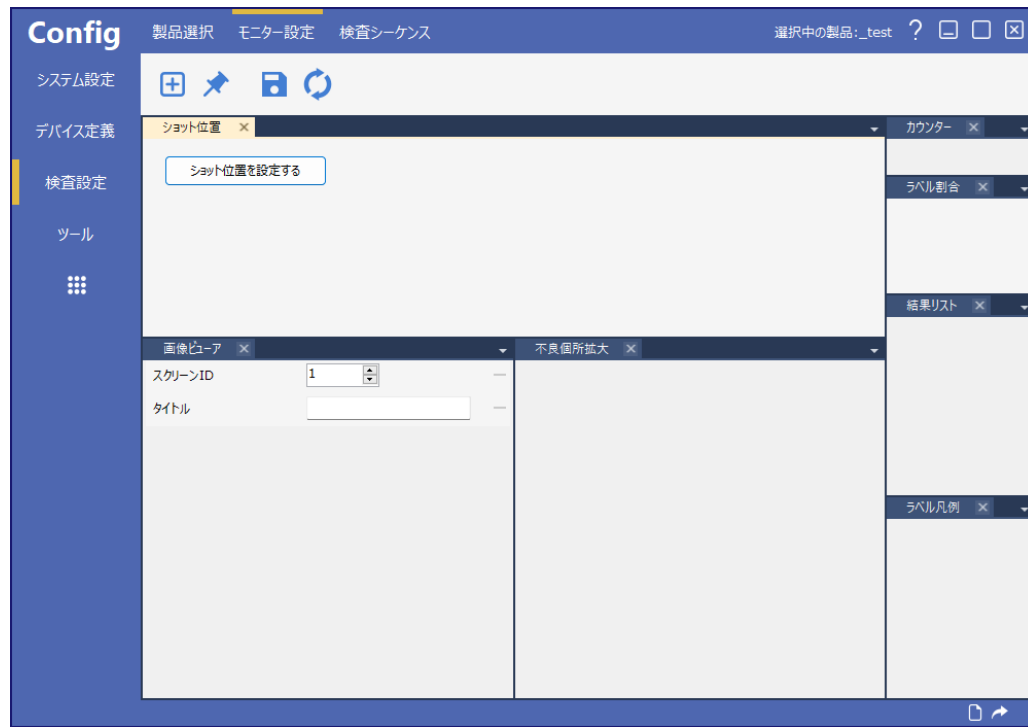 Config
製品選択 モニター設定 検査シーケンス 選択中の製品:_test ?
システム設定
デバイス定義
検査設定
ツール
ショット位置
ショット位置を設定する
カウンター
ラベル割合
結果リスト
画像ビューア
スクリーンID 1
タイトル
不良個所拡大
ラベル凡例